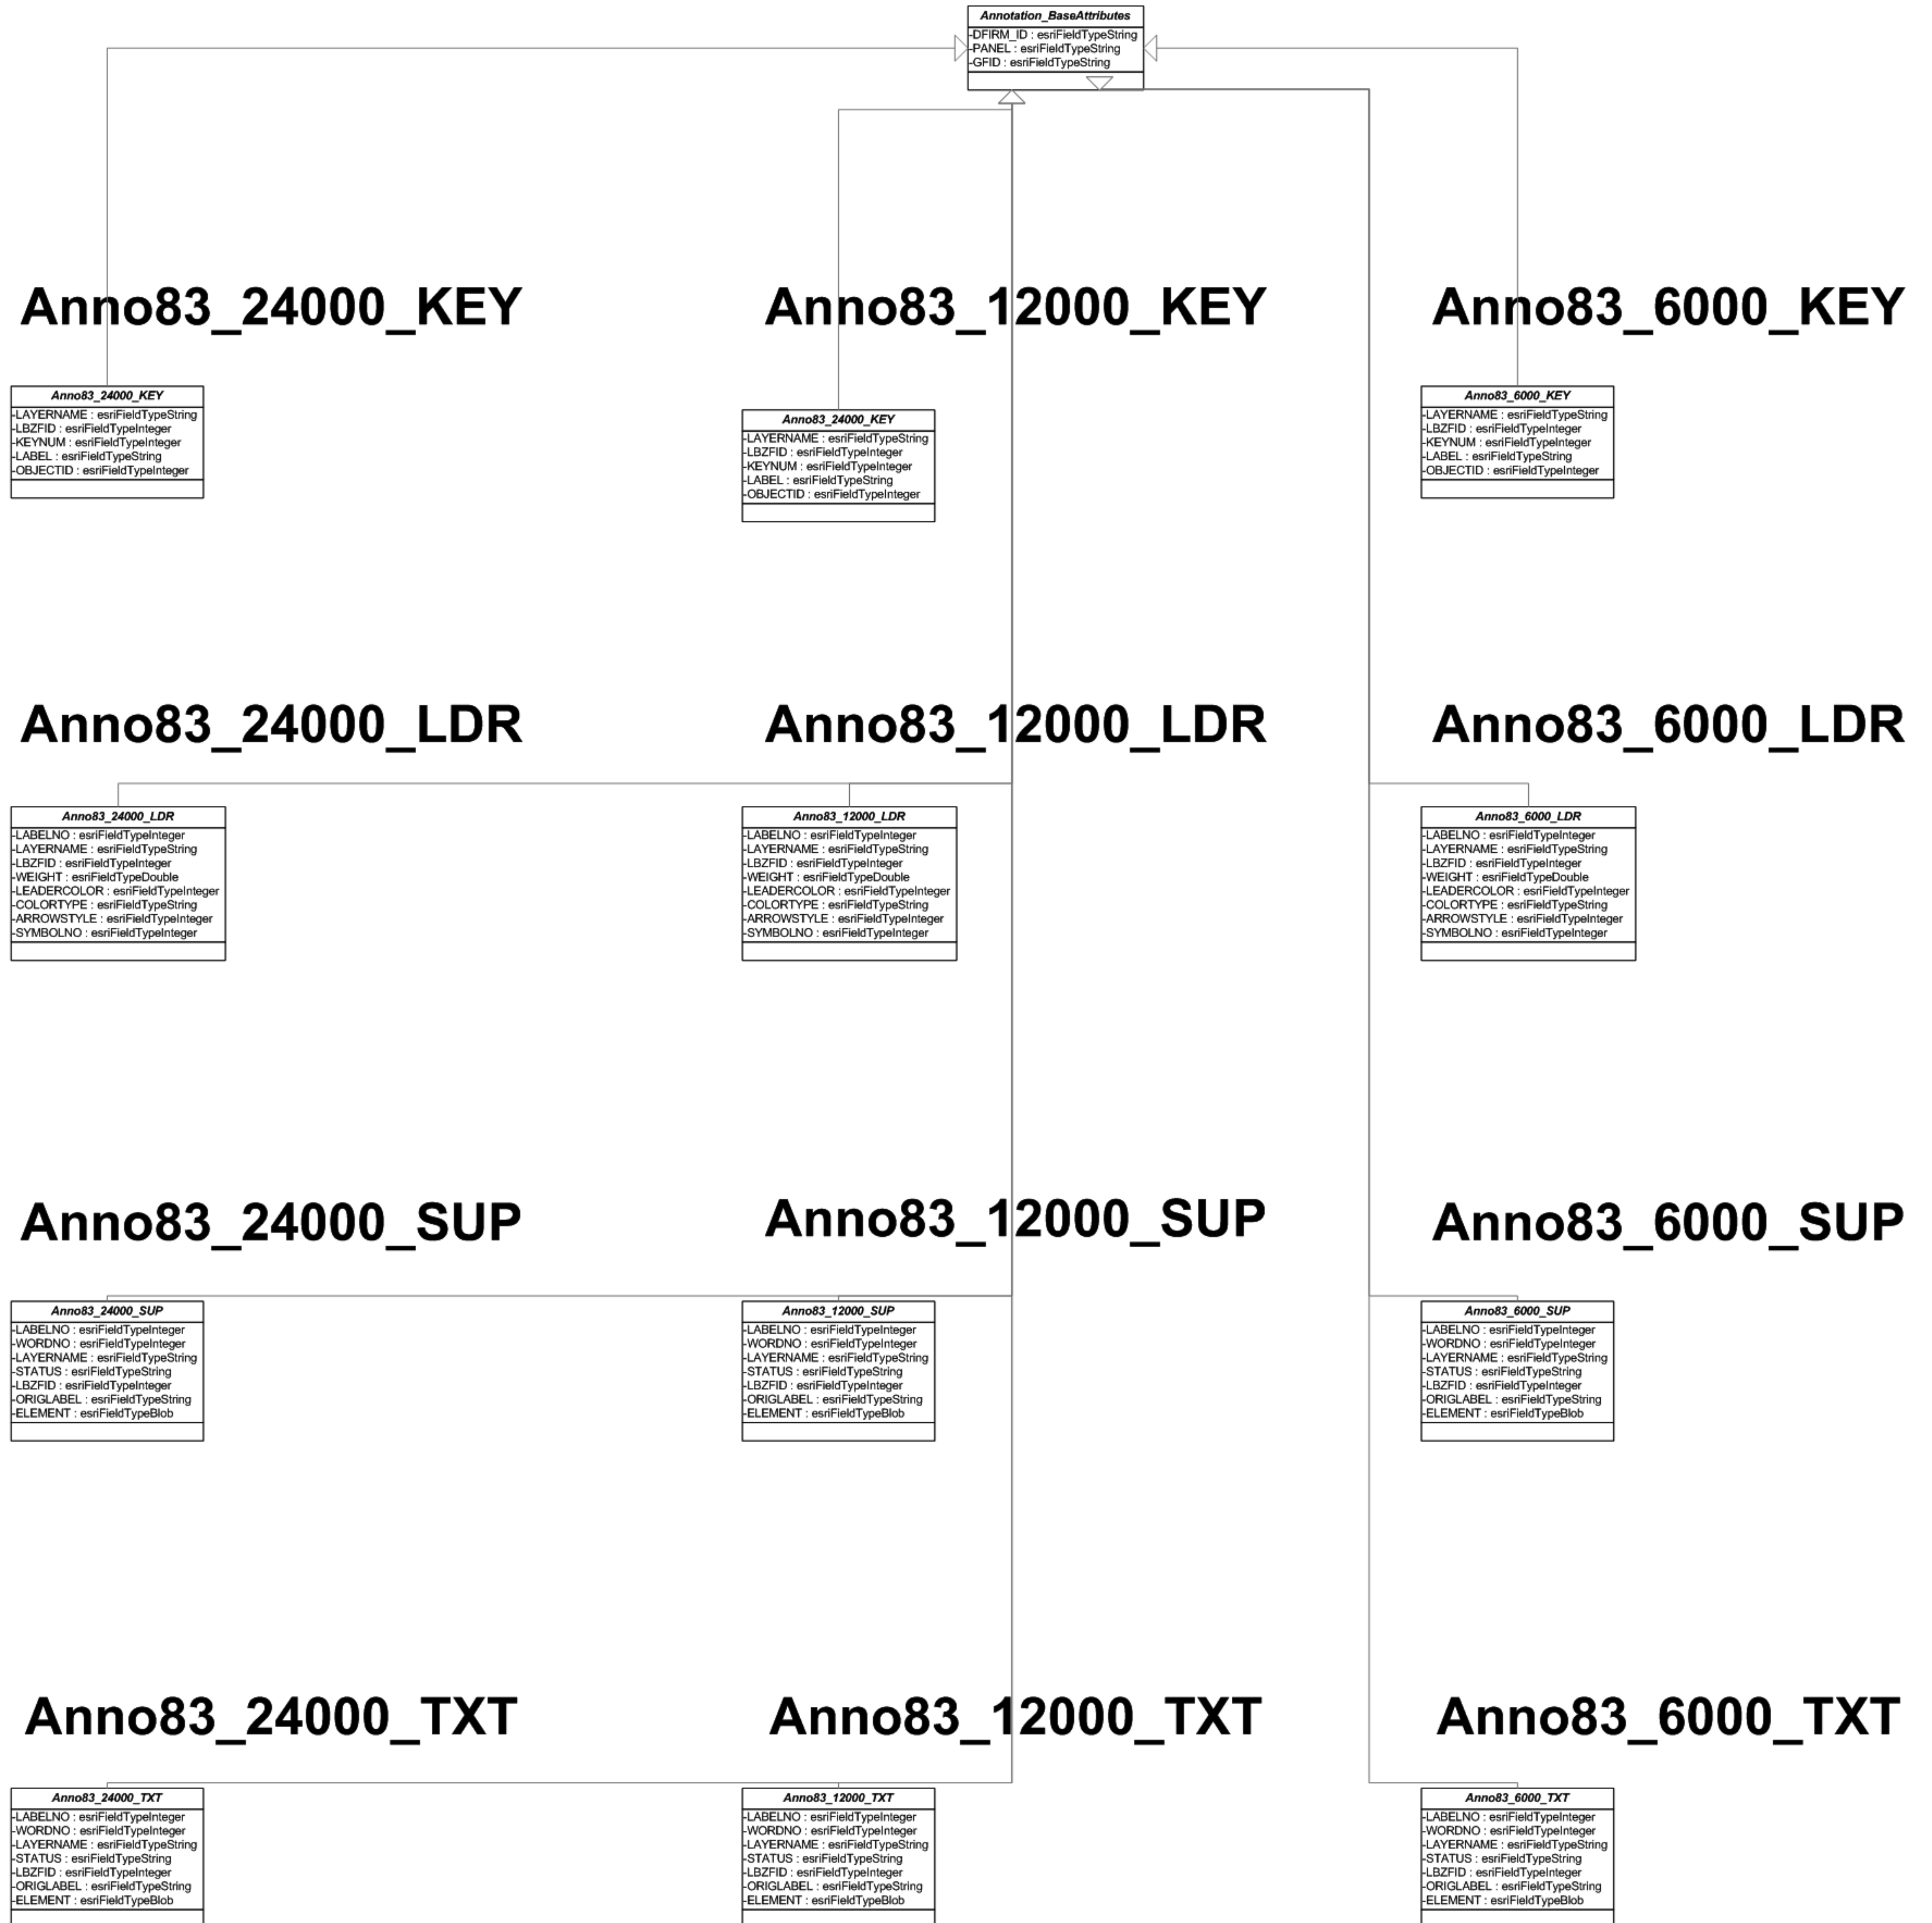 Annotation_BaseAttributes
-DFIRM_ID : esriFieldTypeString
-PANEL : esriFieldTypeString
-GFID : esriFieldTypeString
Anno83_24000_KEY
Anno83_12000_KEY
Anno83_6000_KEY
Anno83_24000_KEY
-LAYERNAME : esriFieldTypeString
-LBZFID : esriFieldTypeInteger
-KEYNUM : esriFieldTypeInteger
-LABEL : esriFieldTypeString
-OBJECTID : esriFieldTypeInteger
Anno83_24000_KEY
-LAYERNAME : esriFieldTypeString
-LBZFID : esriFieldTypeInteger
-KEYNUM : esriFieldTypeInteger
-LABEL : esriFieldTypeString
-OBJECTID : esriFieldTypeInteger
Anno83_6000_KEY
-LAYERNAME : esriFieldTypeString
-LBZFID : esriFieldTypeInteger
-KEYNUM : esriFieldTypeInteger
-LABEL : esriFieldTypeString
-OBJECTID : esriFieldTypeInteger
Anno83_24000_LDR
Anno83_12000_LDR
Anno83_6000_LDR
Anno83_24000_LDR
-LABELNO : esriFieldTypeInteger
-LAYERNAME : esriFieldTypeString
-LBZFID : esriFieldTypeInteger
-WEIGHT : esriFieldTypeDouble
-LEADERCOLOR : esriFieldTypeInteger
-COLORTYPE : esriFieldTypeString
-ARROWSTYLE : esriFieldTypeInteger
-SYMBOLNO : esriFieldTypeInteger
Anno83_12000_LDR
-LABELNO : esriFieldTypeInteger
-LAYERNAME : esriFieldTypeString
-LBZFID : esriFieldTypeInteger
-WEIGHT : esriFieldTypeDouble
-LEADERCOLOR : esriFieldTypeInteger
-COLORTYPE : esriFieldTypeString
-ARROWSTYLE : esriFieldTypeInteger
-SYMBOLNO : esriFieldTypeInteger
Anno83_6000_LDR
-LABELNO : esriFieldTypeInteger
-LAYERNAME : esriFieldTypeString
-LBZFID : esriFieldTypeInteger
-WEIGHT : esriFieldTypeDouble
-LEADERCOLOR : esriFieldTypeInteger
-COLORTYPE : esriFieldTypeString
-ARROWSTYLE : esriFieldTypeInteger
-SYMBOLNO : esriFieldTypeInteger
Anno83_24000_SUP
Anno83_12000_SUP
Anno83_6000_SUP
Anno83_24000_SUP
-LABELNO : esriFieldTypeInteger
-WORDNO : esriFieldTypeInteger
-LAYERNAME : esriFieldTypeString
-STATUS : esriFieldTypeString
-LBZFID : esriFieldTypeInteger
-ORIGLABEL : esriFieldTypeString
-ELEMENT : esriFieldTypeBlob
Anno83_12000_SUP
-LABELNO : esriFieldTypeInteger
-WORDNO : esriFieldTypeInteger
-LAYERNAME : esriFieldTypeString
-STATUS : esriFieldTypeString
-LBZFID : esriFieldTypeInteger
-ORIGLABEL : esriFieldTypeString
-ELEMENT : esriFieldTypeBlob
Anno83_6000_SUP
-LABELNO : esriFieldTypeInteger
-WORDNO : esriFieldTypeInteger
-LAYERNAME : esriFieldTypeString
-STATUS : esriFieldTypeString
-LBZFID : esriFieldTypeInteger
-ORIGLABEL : esriFieldTypeString
-ELEMENT : esriFieldTypeBlob
Anno83_24000_TXT
Anno83_12000_TXT
Anno83_6000_TXT
Anno83_24000_TXT
-LABELNO : esriFieldTypeInteger
-WORDNO : esriFieldTypeInteger
-LAYERNAME : esriFieldTypeString
-STATUS : esriFieldTypeString
-LBZFID : esriFieldTypeInteger
-ORIGLABEL : esriFieldTypeString
-ELEMENT : esriFieldTypeBlob
Anno83_12000_TXT
-LABELNO : esriFieldTypeInteger
-WORDNO : esriFieldTypeInteger
-LAYERNAME : esriFieldTypeString
-STATUS : esriFieldTypeString
-LBZFID : esriFieldTypeInteger
-ORIGLABEL : esriFieldTypeString
-ELEMENT : esriFieldTypeBlob
Anno83_6000_TXT
-LABELNO : esriFieldTypeInteger
-WORDNO : esriFieldTypeInteger
-LAYERNAME : esriFieldTypeString
-STATUS : esriFieldTypeString
-LBZFID : esriFieldTypeInteger
-ORIGLABEL : esriFieldTypeString
-ELEMENT : esriFieldTypeBlob